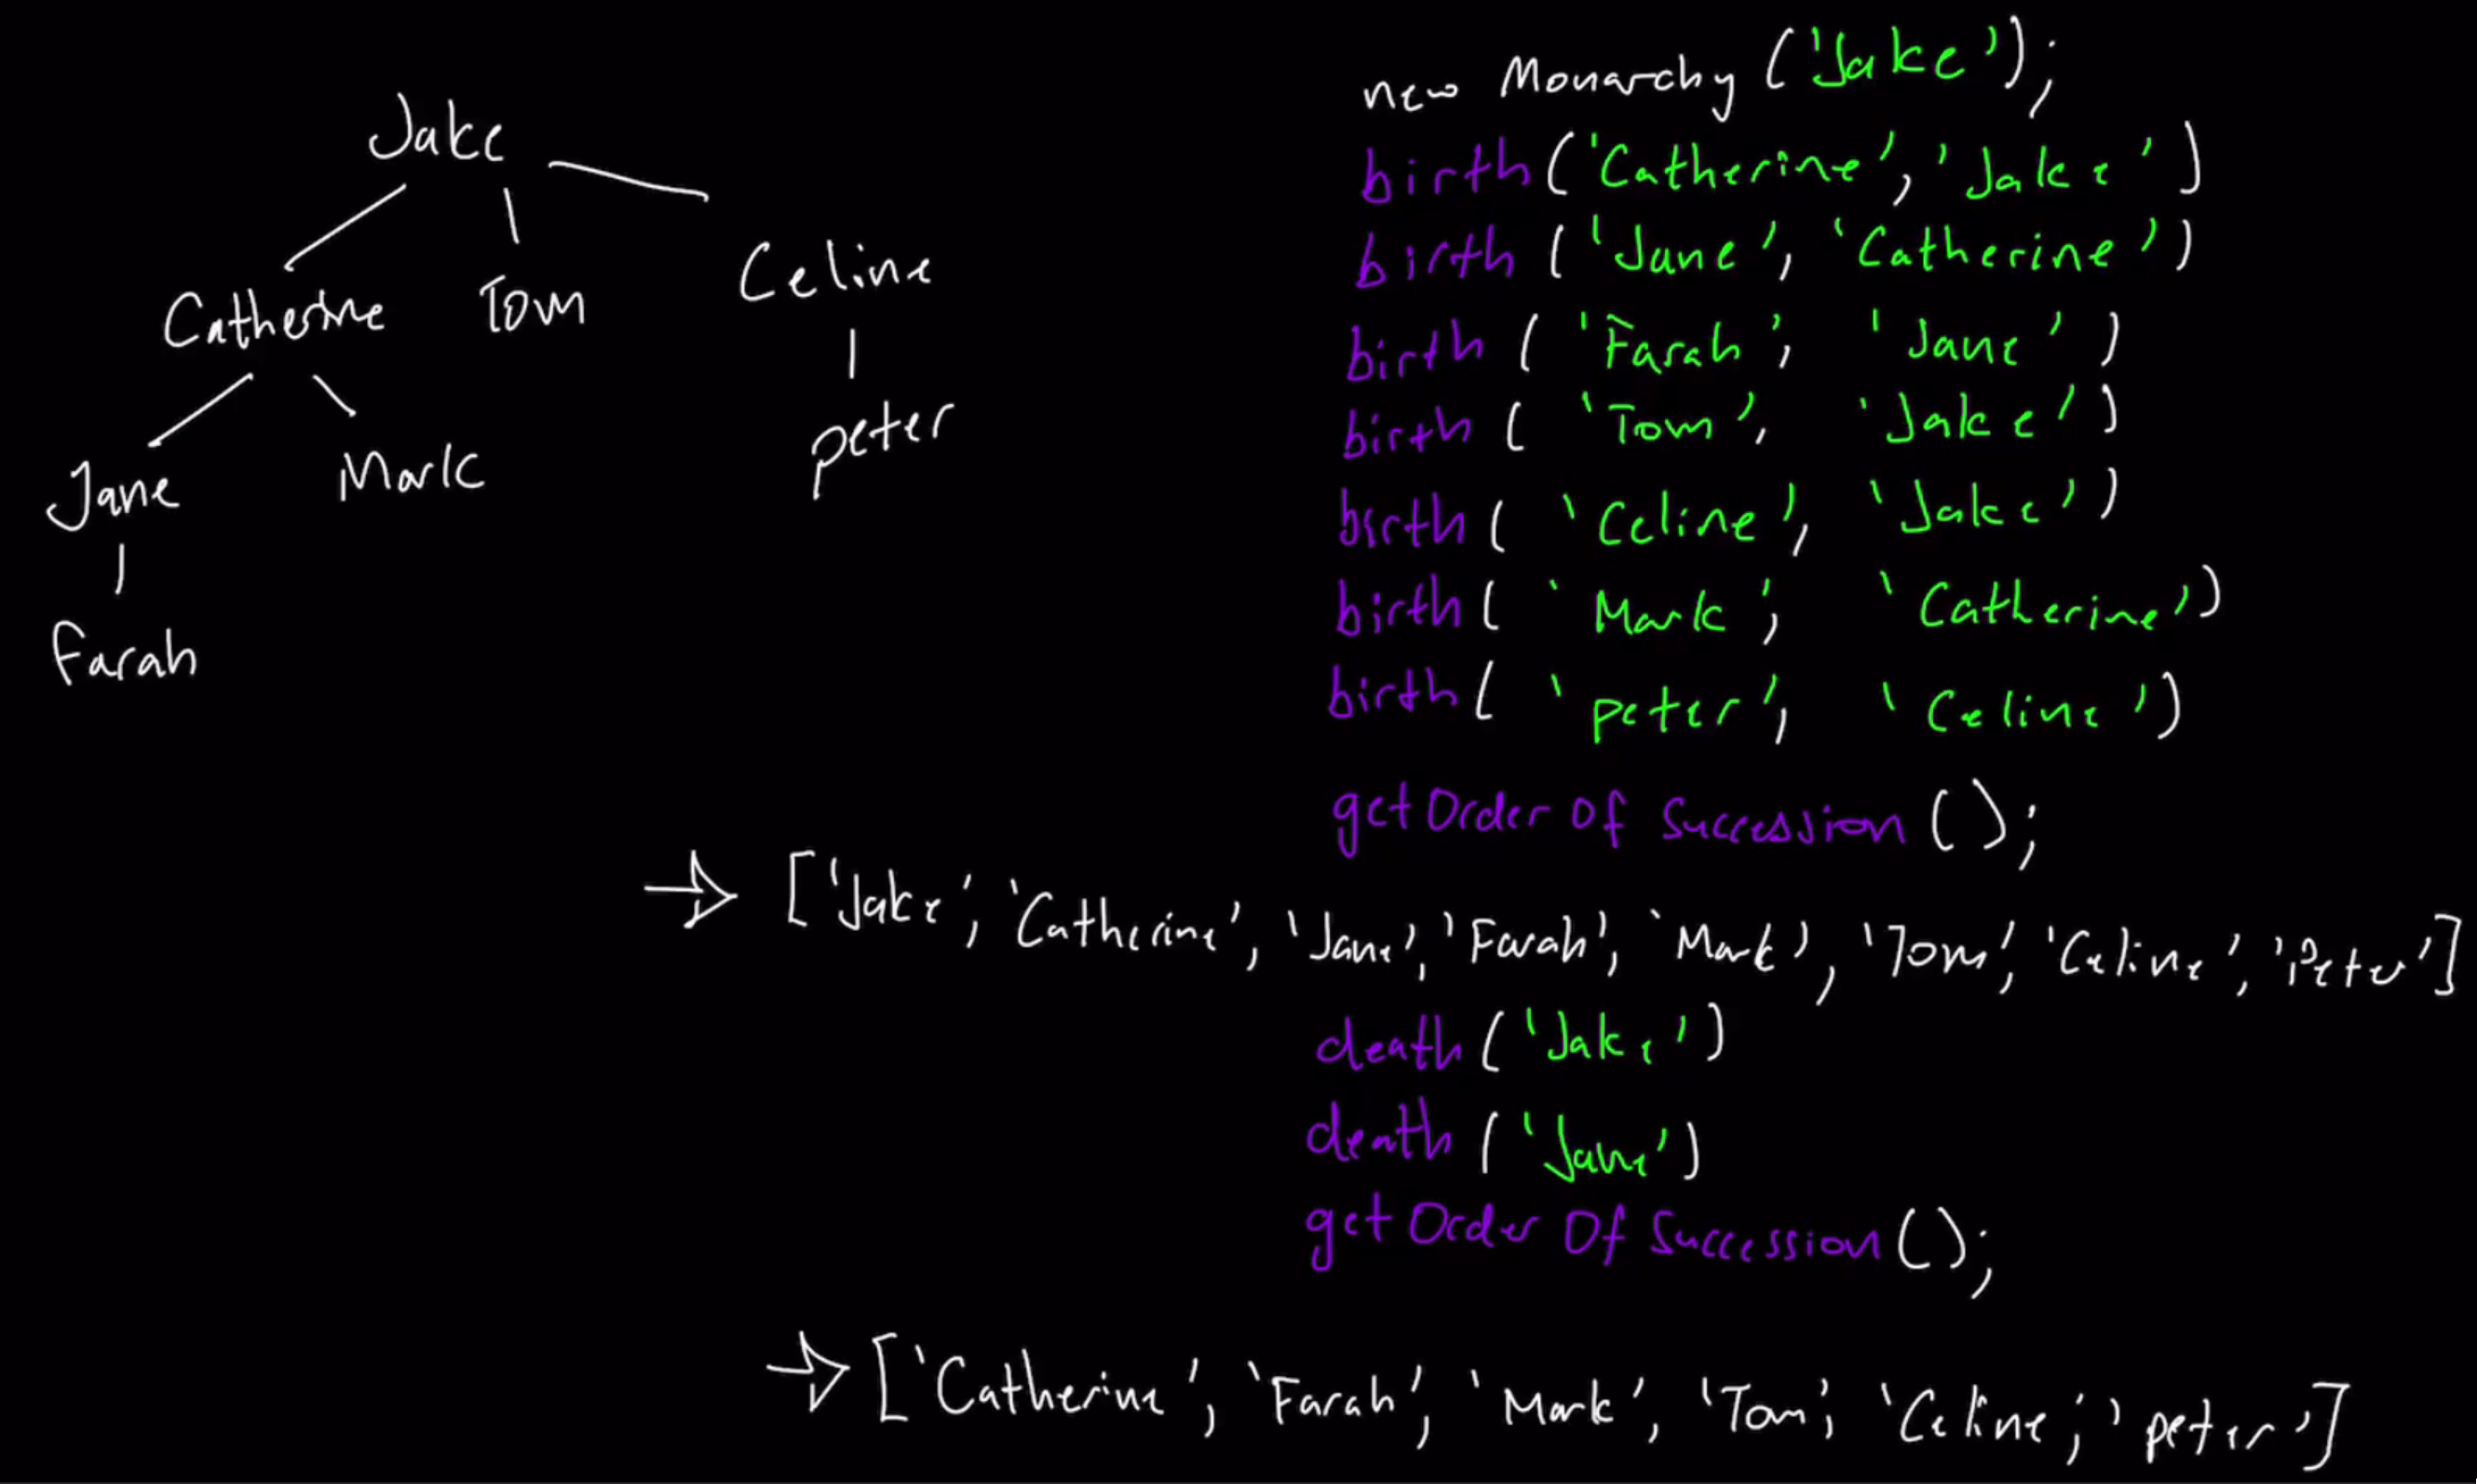 Jake
Catherine Tom Celine
Jane Mark peter
Farah
new Monarchy ('Jake');
birth('Catherine', 'Jake')
birth ('Jane', 'Catherine')
birth ('Farah', 'Jane')
birth ('Tom', 'Jake')
birth ('Celine', 'Jake')
birth ('Mark', 'Catherine')
birth ('peter', 'Celine')
getOrderOfSuccession();
→ ['Jake', 'Catherine', 'Jane', 'Farah', 'Mark', 'Tom', 'Celine', 'Peter']
death('Jake')
death ('Jane')
getOrderOfSuccession();
→ ['Catherine', 'Farah', 'Mark', 'Tom', 'Celine', 'peter']